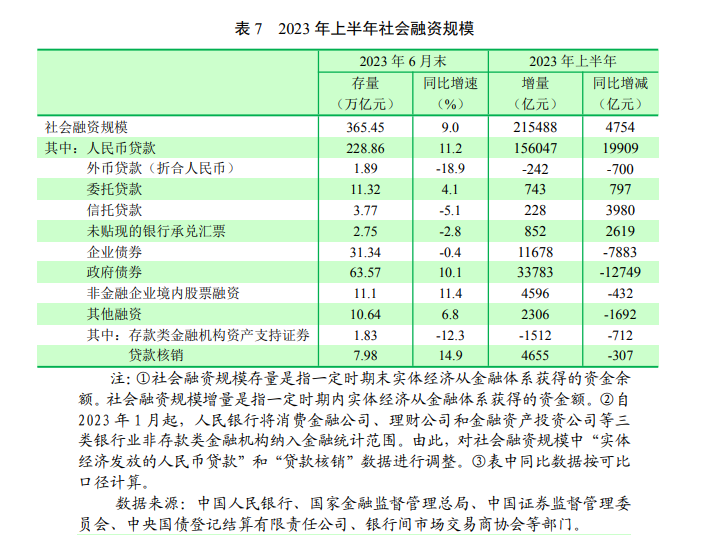 表 7 2023 年上半年社会融资规模
2023 年 6 月末 2023 年上半年
存量 同比增速 增量 同比增减
（万亿元） （%） （亿元） （亿元）
社会融资规模 365.45 9.0 215488 4754
其中：人民币贷款 228.86 11.2 156047 19909
外币贷款（折合人民币） 1.89 -18.9 -242 -700
委托贷款 11.32 4.1 743 797
信托贷款 3.77 -5.1 228 3980
未贴现的银行承兑汇票 2.75 -2.8 852 2619
企业债券 31.34 -0.4 11678 -7883
政府债券 63.57 10.1 33783 -12749
非金融企业境内股票融资 11.1 11.4 4596 -432
其他融资 10.64 6.8 2306 -1692
其中：存款类金融机构资产支持证券 1.83 -12.3 -1512 -712
贷款核销 7.98 14.9 4655 -307
注：①社会融资规模存量是指一定时期末实体经济从金融体系获得的资金余
额。社会融资规模增量是指一定时期内实体经济从金融体系获得的资金额。②自
2023 年 1 月起，人民银行将消费金融公司、理财公司和金融资产投资公司等三
类银行业非存款类金融机构纳入金融统计范围。由此，对社会融资规模中“实体
经济发放的人民币贷款”和“贷款核销”数据进行调整。③表中同比数据按可比
口径计算。
数据来源：中国人民银行、国家金融监督管理总局、中国证券监督管理委
员会、中央国债登记结算有限责任公司、银行间市场交易商协会等部门。